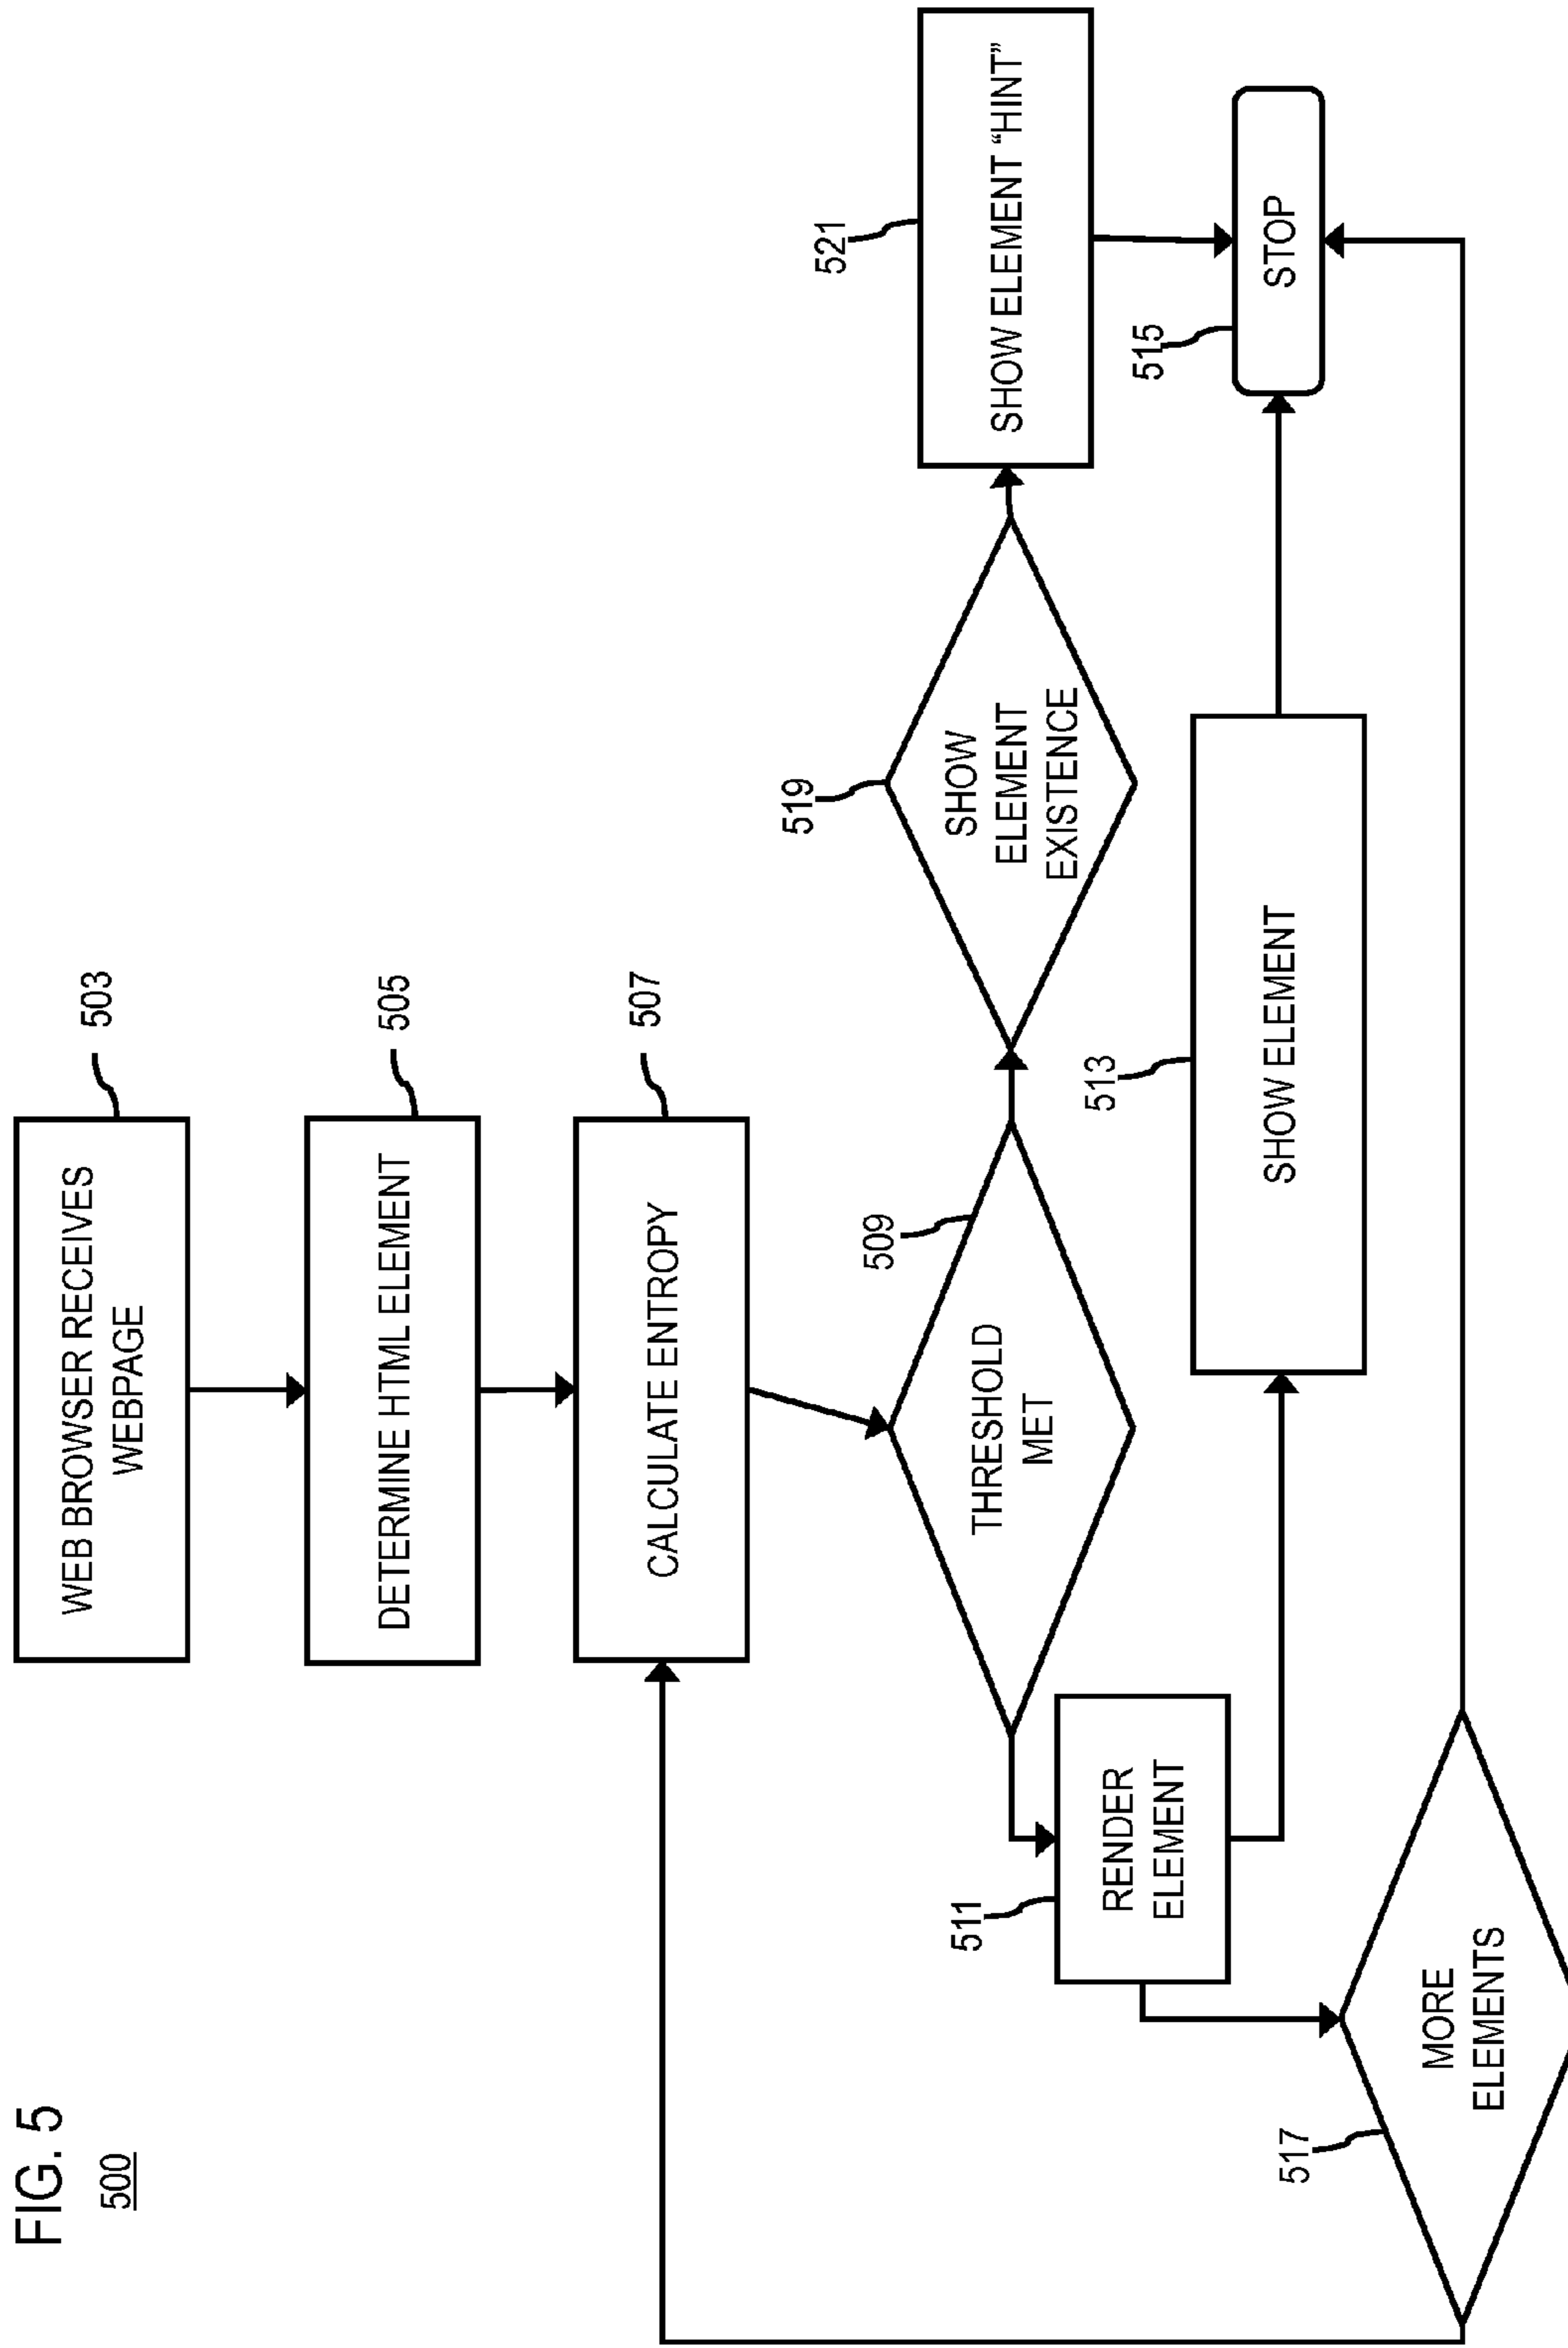 FIG. 5
500
WEB BROWSER RECEIVES
WEBPAGE
503
DETERMINE HTML ELEMENT
505
CALCULATE ENTROPY
507
THRESHOLD
MET
509
SHOW
ELEMENT
EXISTENCE
519
SHOW ELEMENT “HINT”
521
RENDER
ELEMENT
511
SHOW ELEMENT
513
STOP
515
MORE
ELEMENTS
517